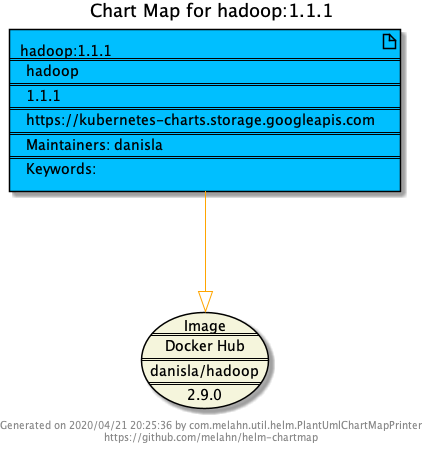 Chart Map for hadoop:1.1.1
hadoop:1.1.1
hadoop
1.1.1
https://kubernetes-charts.storage.googleapis.com
Maintainers: danisla
Keywords:
Image
Docker Hub
danisla/hadoop
2.9.0
Generated on 2020/04/21 20:25:36 by com.melahn.util.helm.PlantUmlChartMapPrinter
https://github.com/melahn/helm-chartmap